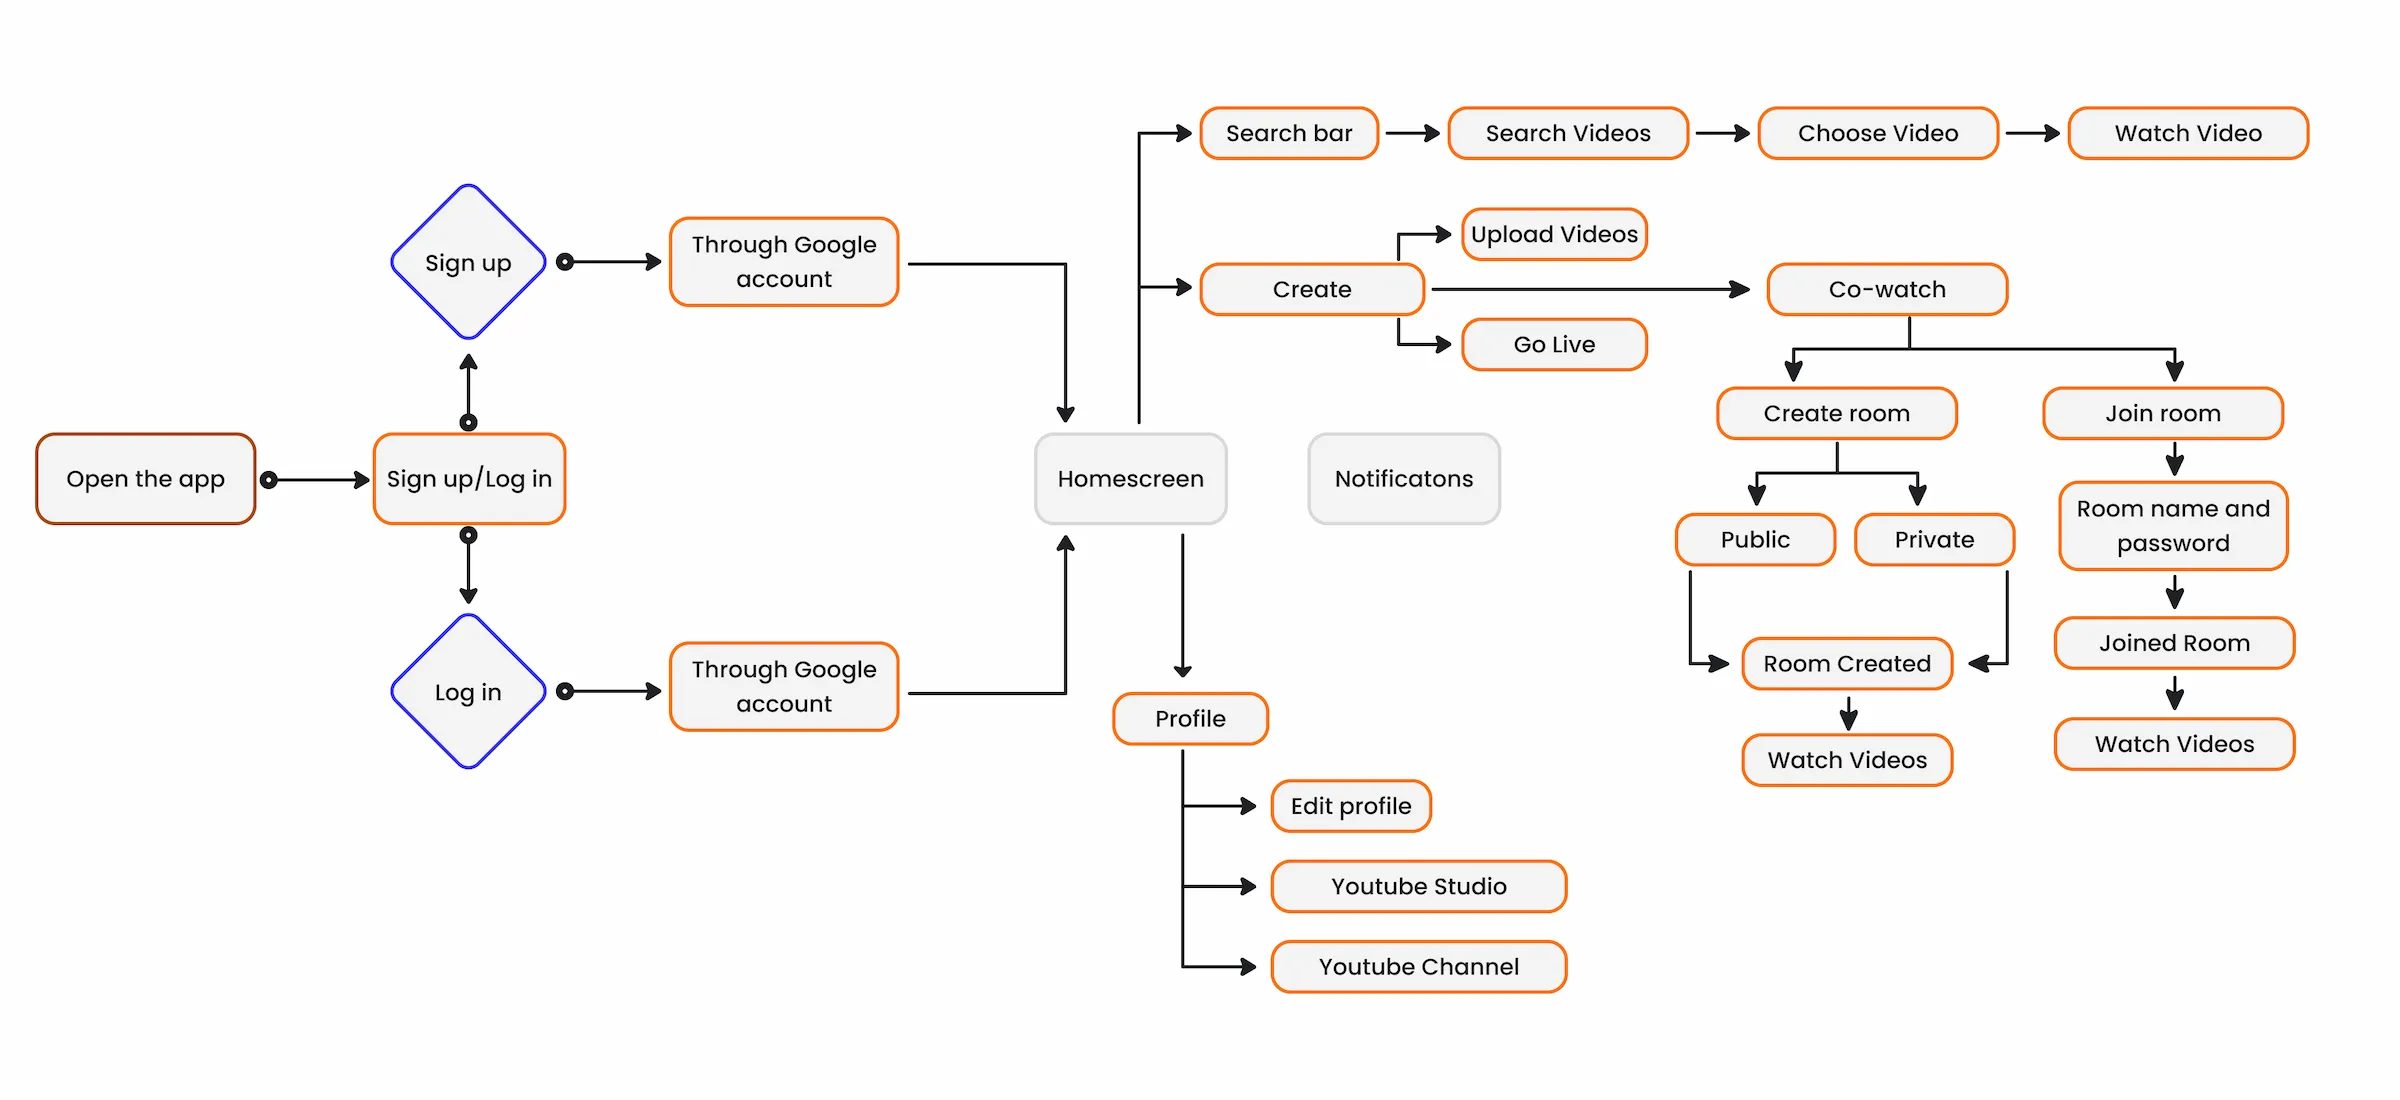 Search bar
Search Videos
Choose Video
Watch Video
Sign up
Through Google
account
Upload Videos
Create
Co-watch
Go Live
Open the app
Sign up/Log in
Homescreen
Notificatons
Create room
Join room
Public
Private
Room name and
password
Log in
Through Google
account
Room Created
Joined Room
Profile
Watch Videos
Watch Videos
Edit profile
Youtube Studio
Youtube Channel